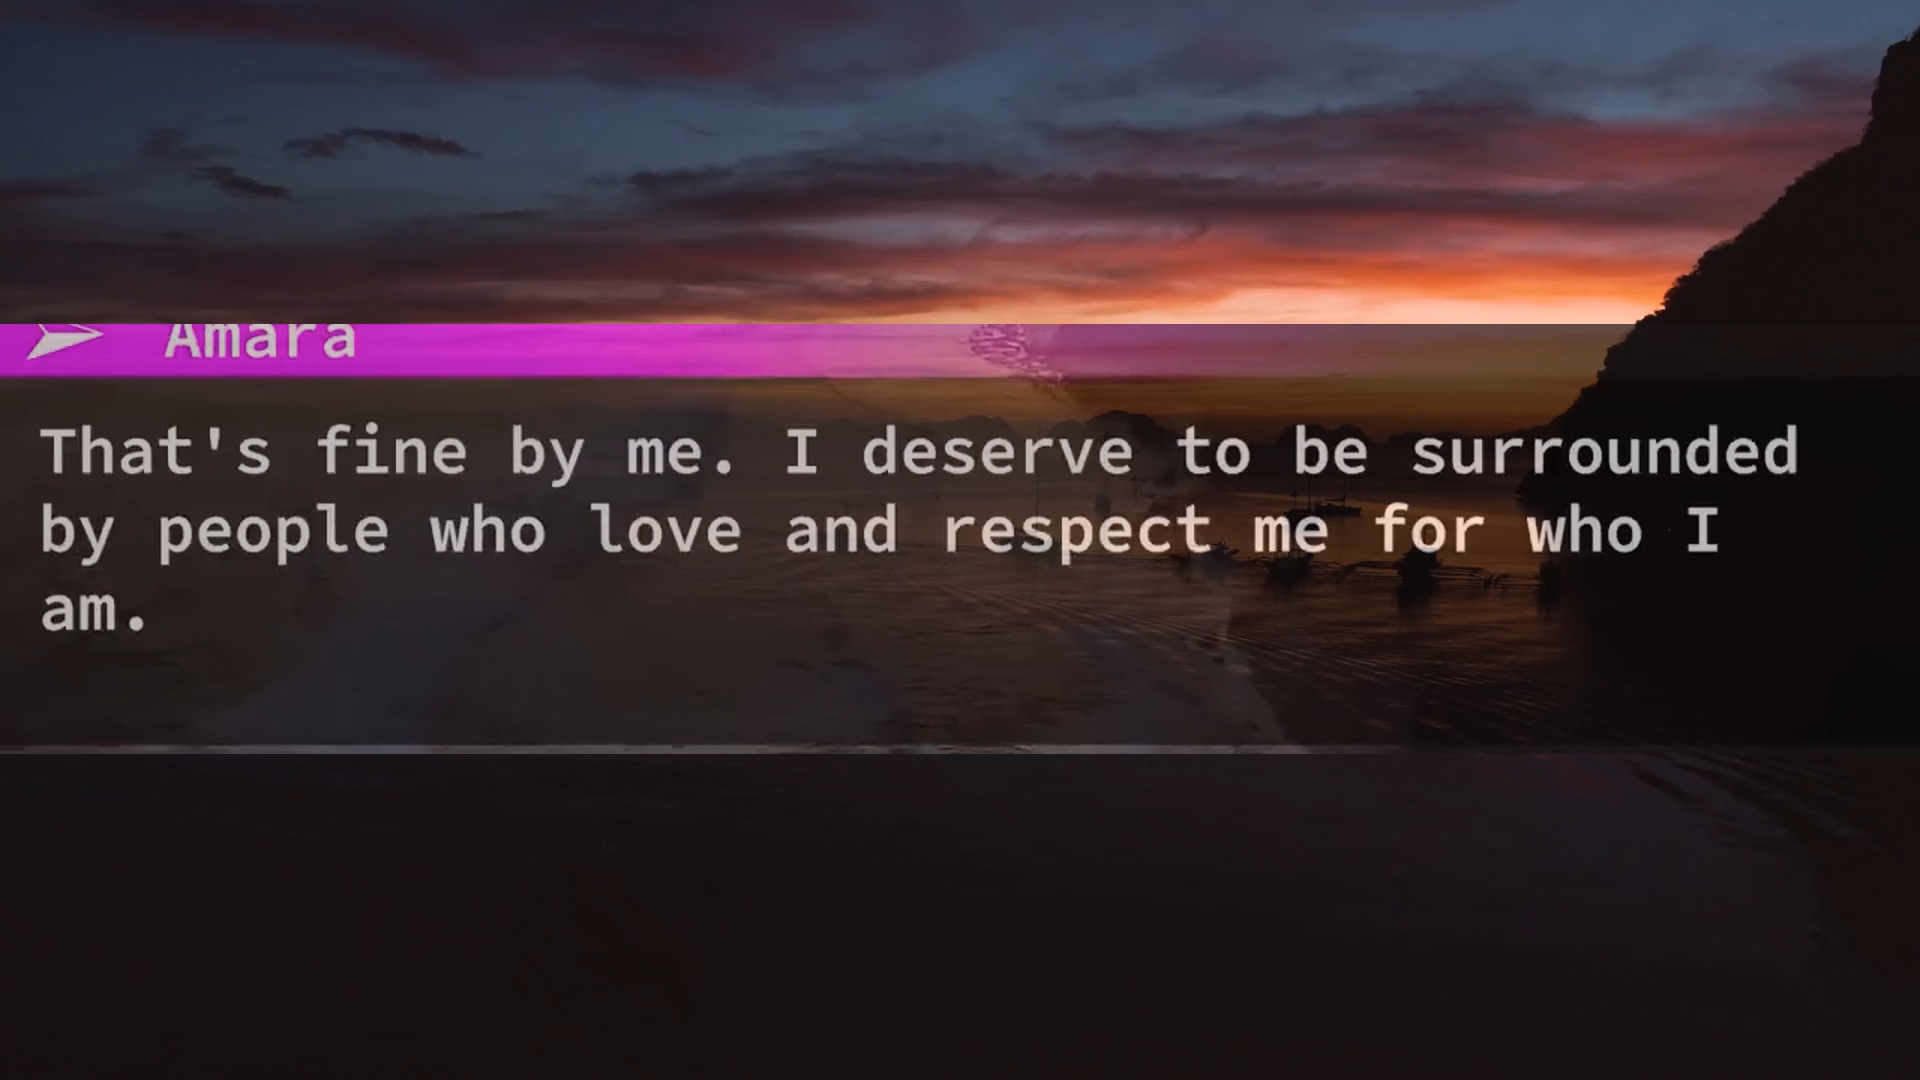 Amara
That's fine by me. I deserve to be surrounded
by people who love and respect me for who I
am.